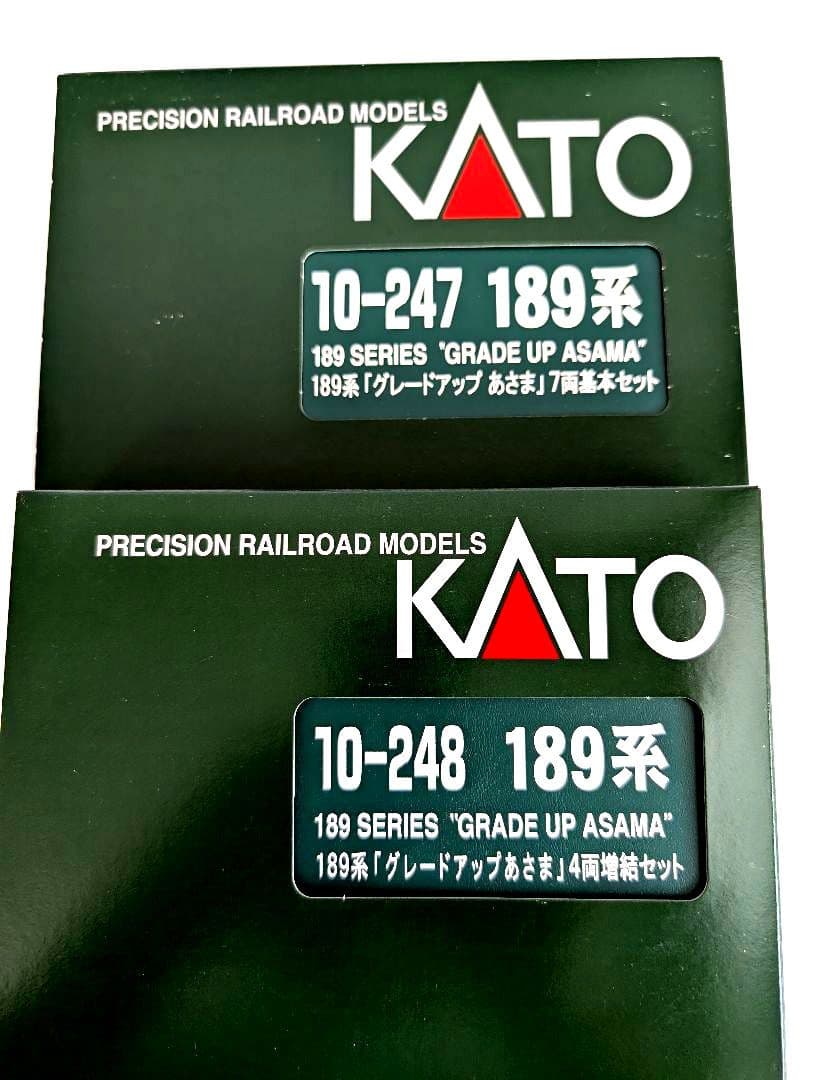 PRECISION RAILROAD MODELS
KATO
10-247 189系
189 SERIES "GRADE UP ASAMA"
189系「グレードアップ あさま」7両基本セット
PRECISION RAILROAD MODELS
KATO
10-248 189系
189 SERIES "GRADE UP ASAMA"
189系「グレードアップあさま」4両増結セット